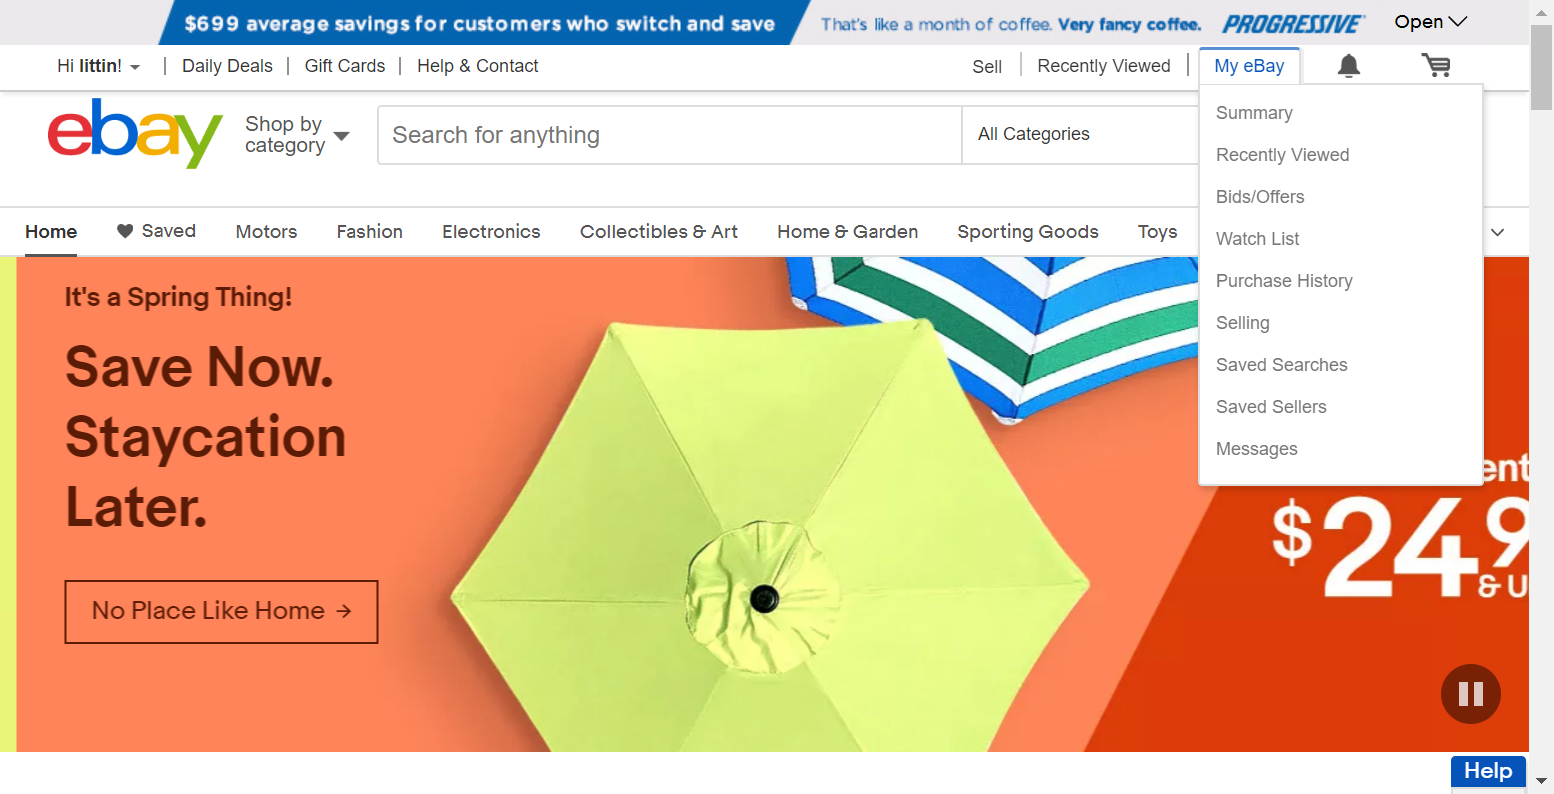 $699 average savings for customers who switch and save
That's like a month of coffee. Very fancy coffee.
PROGRESSIVE
Open
Hi littin!
Daily Deals
Gift Cards
Help & Contact
Sell
Recently Viewed
My eBay
ebay
Shop by
category
Search for anything
All Categories
Summary
Recently Viewed
Bids/Offers
Watch List
Purchase History
Selling
Saved Searches
Saved Sellers
Messages
Home
Saved
Motors
Fashion
Electronics
Collectibles & Art
Home & Garden
Sporting Goods
Toys
It's a Spring Thing!
Save Now.
Staycation
Later.
No Place Like Home →
$249
Help